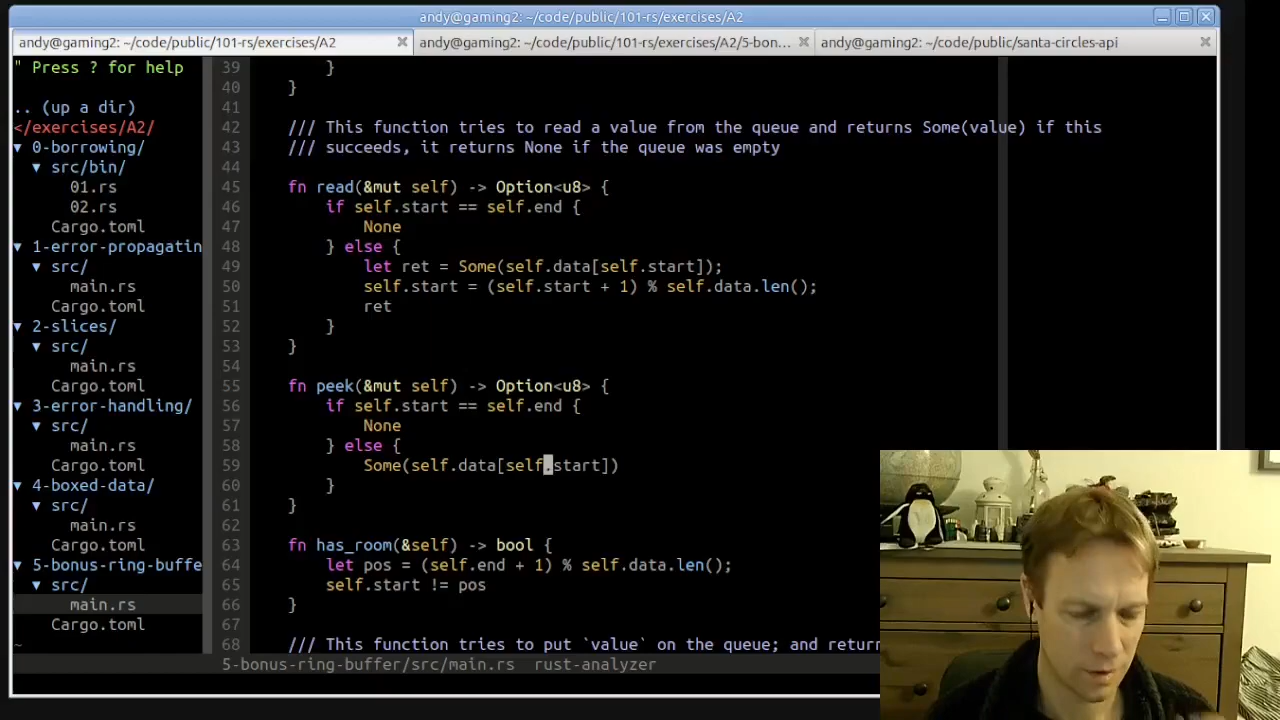 andy@gaming2: ~/code/public/101-rs/exercises/A2
andy@gaming2: ~/code/public/101-rs/exercises/A2
andy@gaming2: ~/code/public/101-rs/exercises/A2/5-bon...
andy@gaming2: ~/code/public/santa-circles-api
" Press ? for help
.. (up a dir)
</exercises/A2/
▼ 0-borrowing/
▼ src/bin/
01.rs
02.rs
Cargo.toml
▼ 1-error-propagatin
▼ src/
main.rs
Cargo.toml
▼ 2-slices/
▼ src/
main.rs
Cargo.toml
▼ 3-error-handling/
▼ src/
main.rs
Cargo.toml
▼ 4-boxed-data/
▼ src/
main.rs
Cargo.toml
▼ 5-bonus-ring-buffe
▼ src/
main.rs
Cargo.toml
~
39 }
40 }
41
42 /// This function tries to read a value from the queue and returns Some(value) if this
43 /// succeeds, it returns None if the queue was empty
44
45 fn read(&mut self) -> Option<u8> {
46 if self.start == self.end {
47 None
48 } else {
49 let ret = Some(self.data[self.start]);
50 self.start = (self.start + 1) % self.data.len();
51 ret
52 }
53 }
54
55 fn peek(&mut self) -> Option<u8> {
56 if self.start == self.end {
57 None
58 } else {
59 Some(self.data[self.start])
60 }
61 }
62
63 fn has_room(&self) -> bool {
64 let pos = (self.end + 1) % self.data.len();
65 self.start != pos
66 }
67
68 /// This function tries to put `value` on the queue; and return
5-bonus-ring-buffer/src/main.rs rust-analyzer